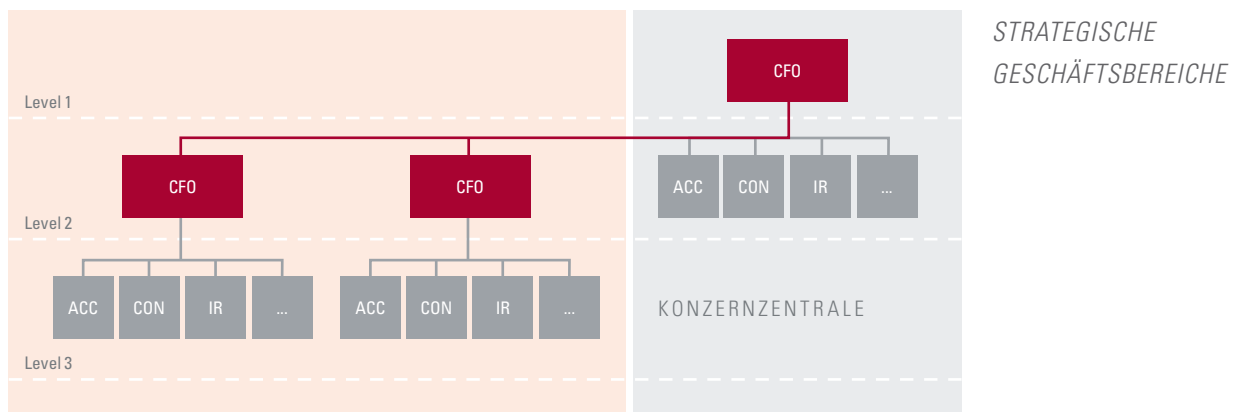 STRATEGISCHE
GESCHÄFTSBEREICHE
CFO
Level 1
CFO
CFO
ACC
CON
IR
...
Level 2
ACC
CON
IR
...
ACC
CON
IR
...
KONZERNZENTRALE
Level 3